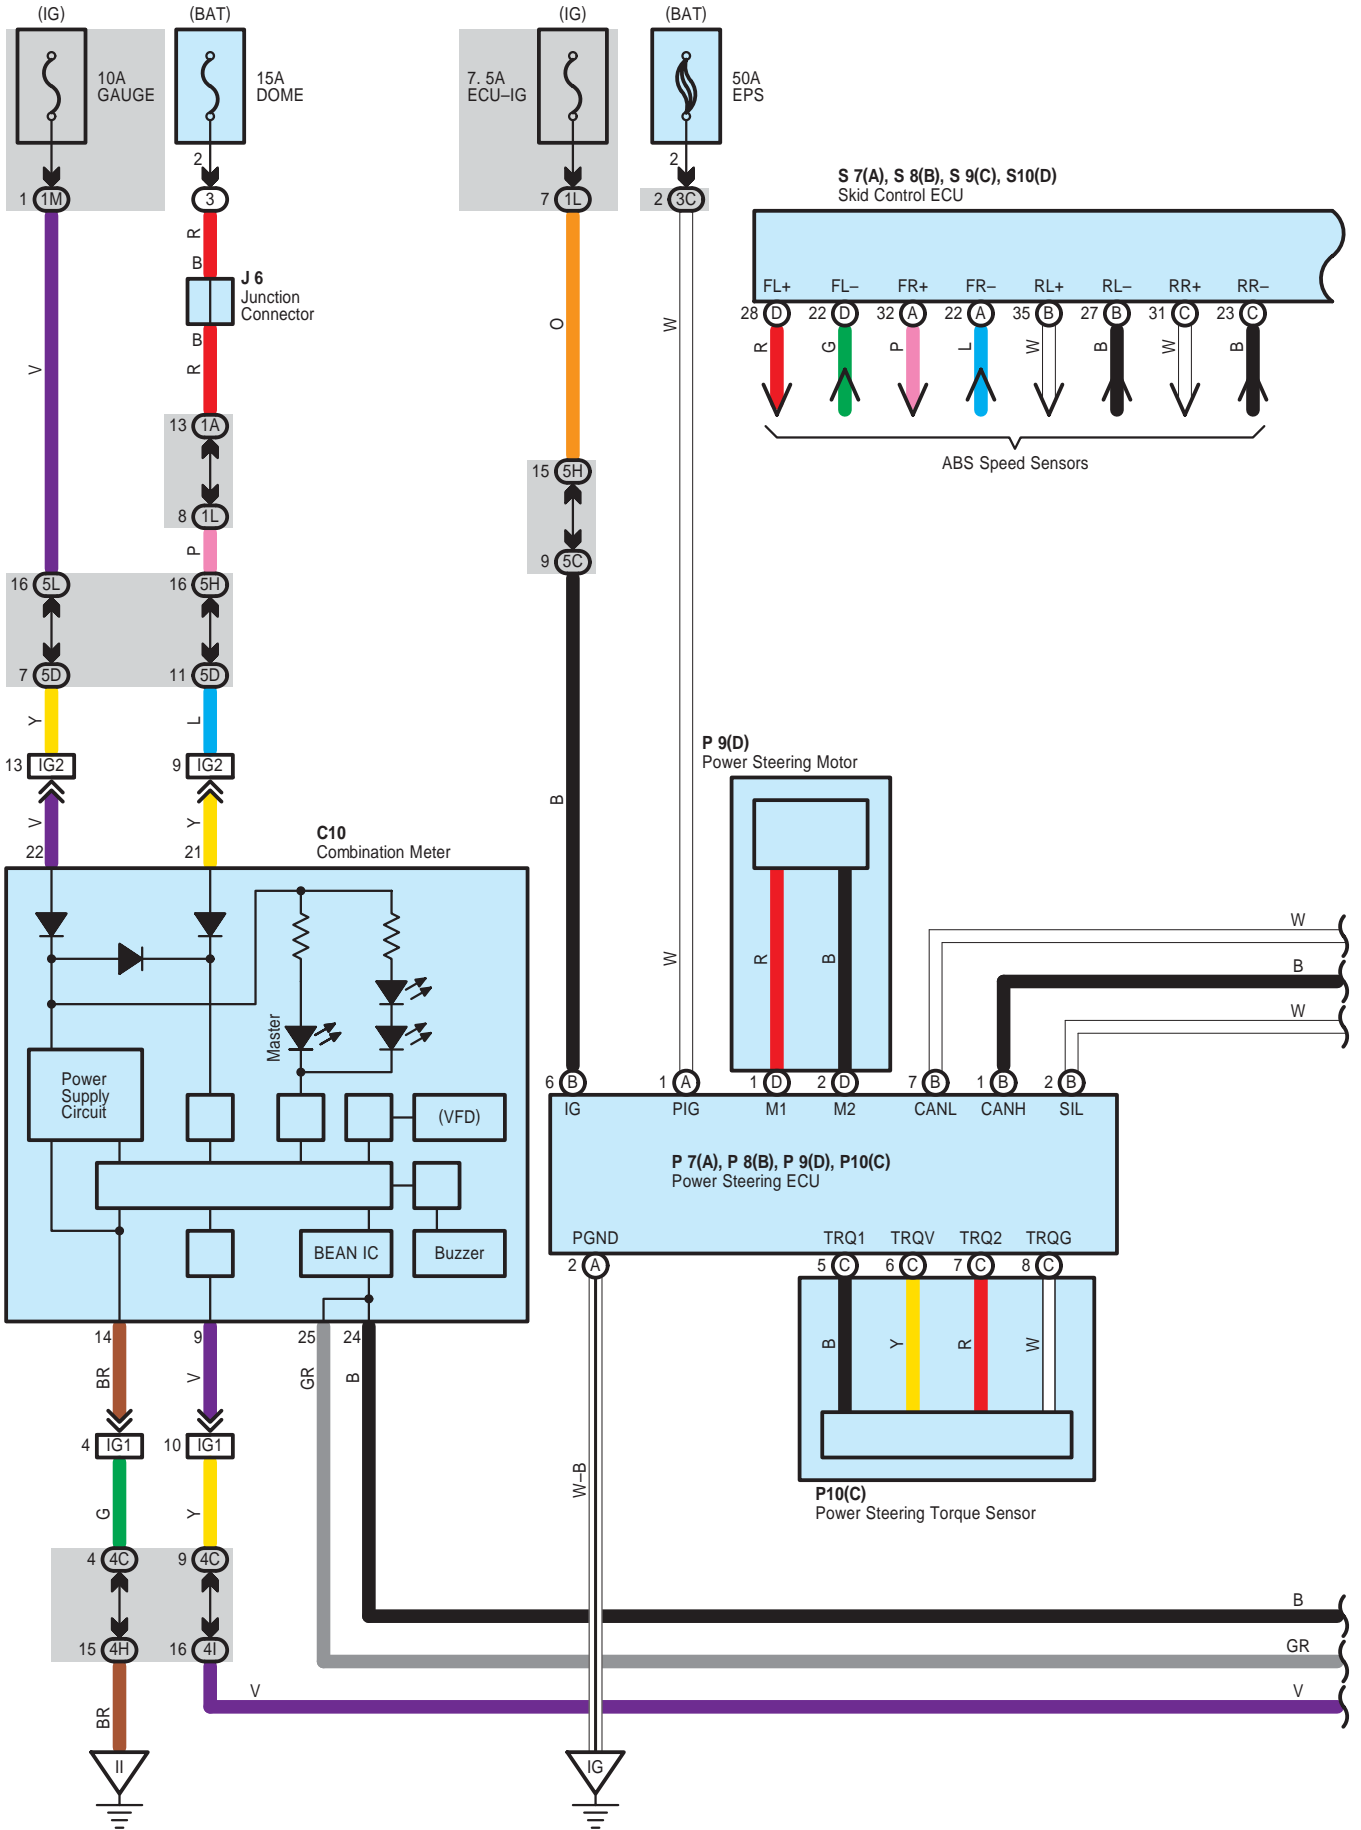 (IG)
(BAT)
(IG)
(BAT)
10A
GAUGE
15A
DOME
7. 5A
ECU–IG
50A
EPS
2
2
1 1M
3
7 1L
2 3C
S 7(A), S 8(B), S 9(C), S10(D)
Skid Control ECU
FL+ FL– FR+ FR– RL+ RL– RR+ RR–
28 D 22 D 32 A 22 A 35 B 27 B 31 C 23 C
R G P L W B W B
ABS Speed Sensors
R
B
J 6
Junction
Connector
B
R
V
O
W
13 1A
8 1L
P
15 5H
9 5C
16 5L
16 5H
7 5D
11 5D
Y
L
13 IG2
9 IG2
V
Y
22
21
B
W
P 9(D)
Power Steering Motor
R
B
C10
Combination Meter
Master
Power
Supply
Circuit
(VFD)
BEAN IC
Buzzer
W
B
W
6 B
1 A
1 D
2 D
7 B
1 B
2 B
IG PIG M1 M2 CANL CANH SIL
P 7(A), P 8(B), P 9(D), P10(C)
Power Steering ECU
PGND TRQ1 TRQV TRQ2 TRQG
2 A
5 C
6 C
7 C
8 C
B
Y
R
W
P10(C)
Power Steering Torque Sensor
14
9
25
24
BR
V
GR
B
4 IG1
10 IG1
G
Y
W–B
4 4C
9 4C
15 4H
16 4I
B
GR
V
V
BR
II
IG